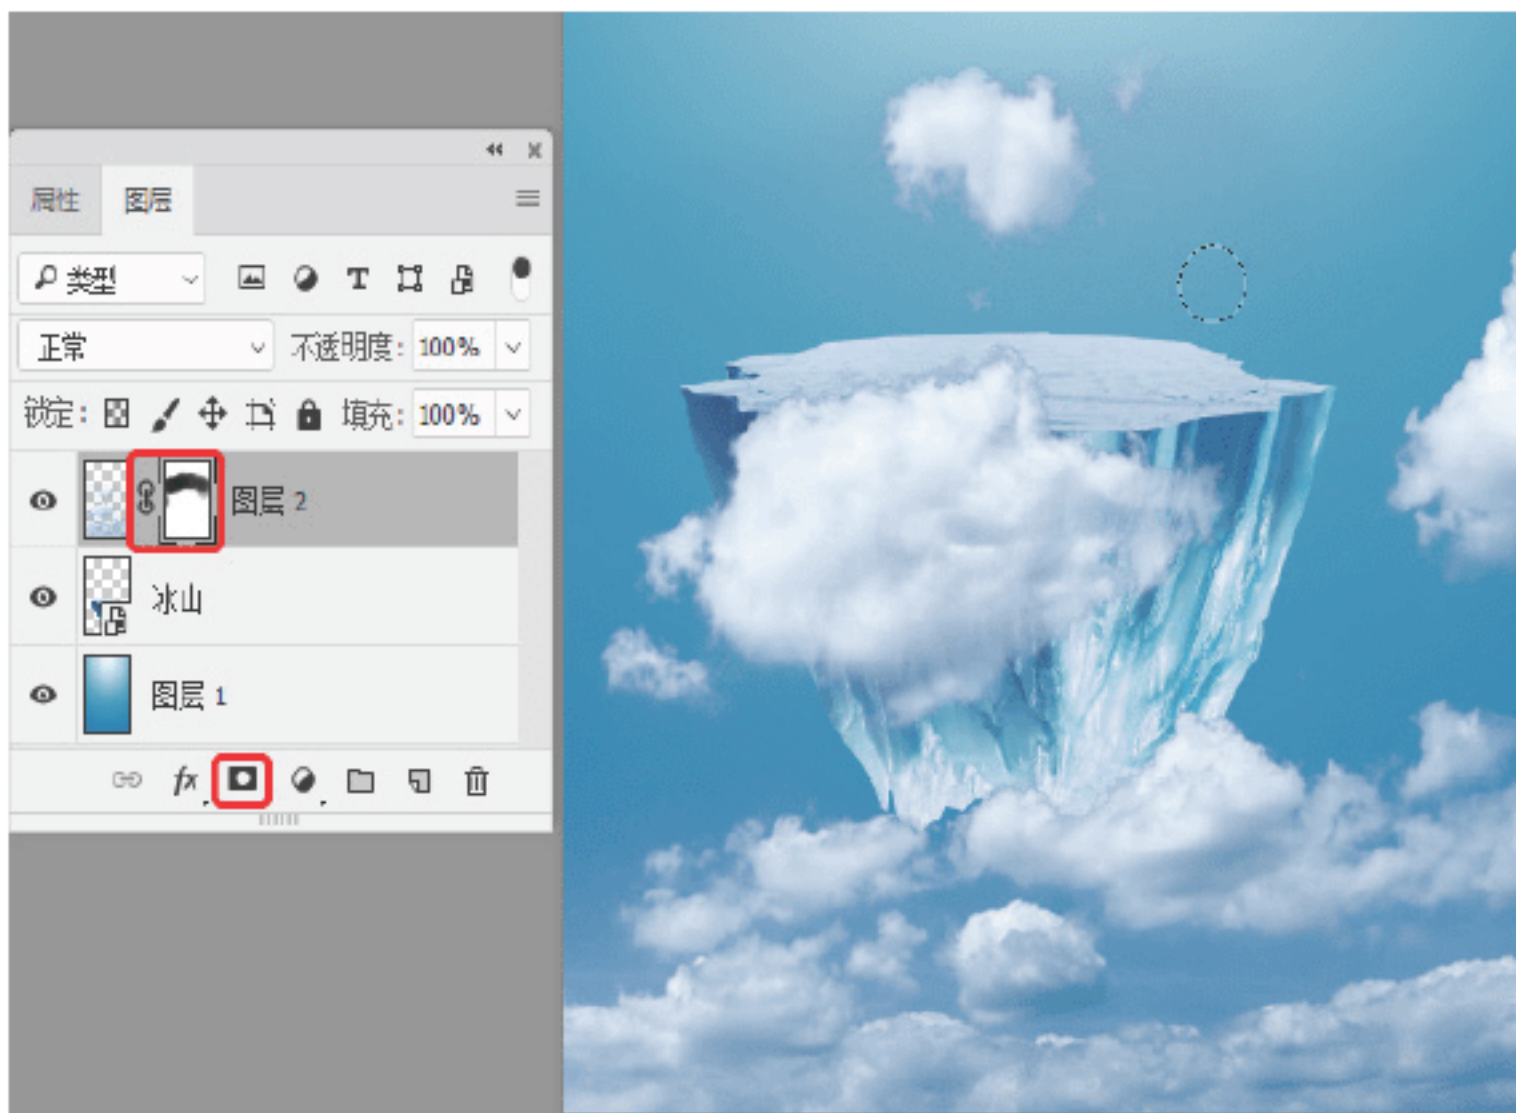 属性 图层
类型
正常 不透明度: 100%
锁定: 填充: 100%
图层 2
冰山
图层 1
fx